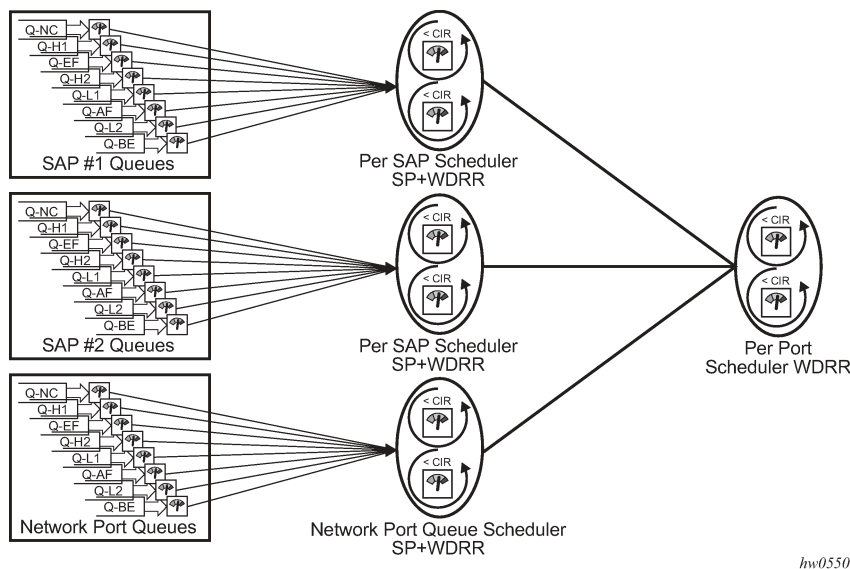 Q-NC
Q-H1
Q-EF
Q-H2
Q-L1
Q-AF
Q-L2
Q-BE
SAP #1 Queues
< CIR
< CIR
Per SAP Scheduler
SP+WDRR
Q-NC
Q-H1
Q-EF
Q-H2
Q-L1
Q-AF
Q-L2
Q-BE
SAP #2 Queues
< CIR
< CIR
Per SAP Scheduler
SP+WDRR
Q-NC
Q-H1
Q-EF
Q-H2
Q-L1
Q-AF
Q-L2
Q-BE
Network Port Queues
< CIR
< CIR
Network Port Queue Scheduler
SP+WDRR
< CIR
< CIR
Per Port
Scheduler WDRR
hw0550